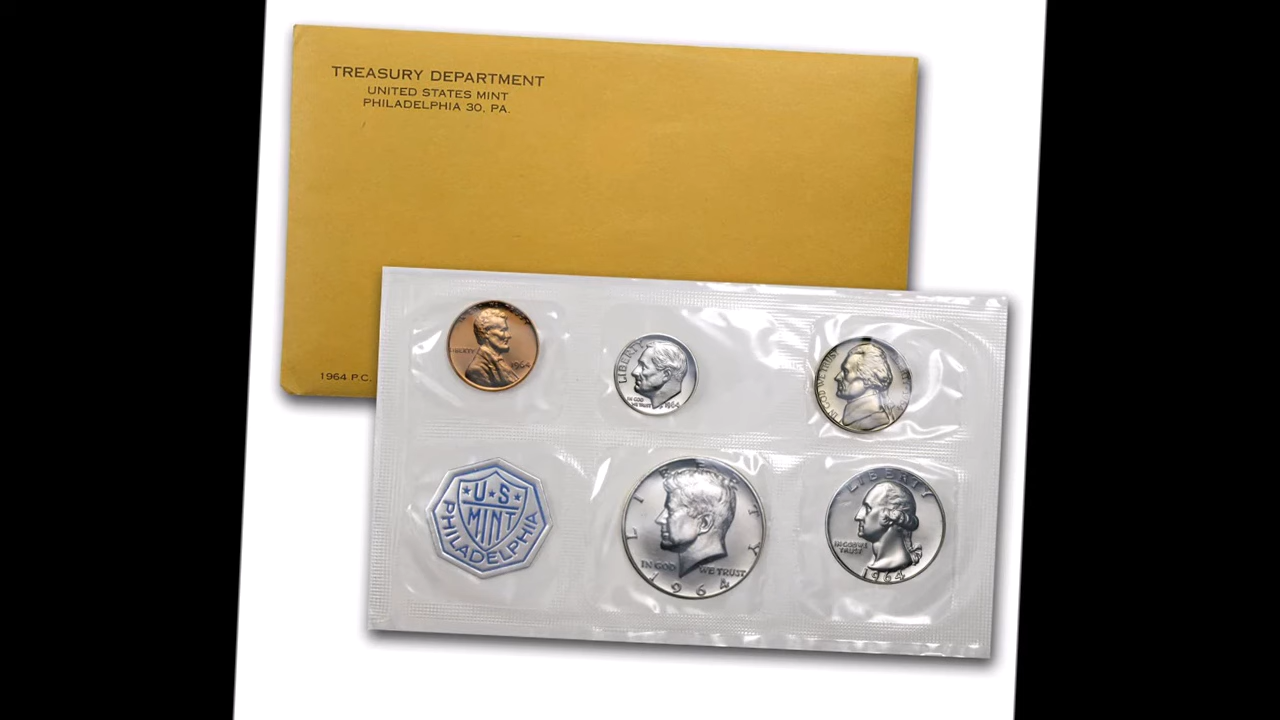 TREASURY DEPARTMENT
UNITED STATES MINT
PHILADELPHIA 30, PA.
1964 P.C.
LIBERTY
1964
LIBERTY
IN GOD
WE TRUST
1964
IN GOD WE TRUST
U·S
MINT
PHILADELPHIA
LIBERTY
IN GOD WE TRUST
1964
LIBERTY
IN GOD WE
TRUST
1964